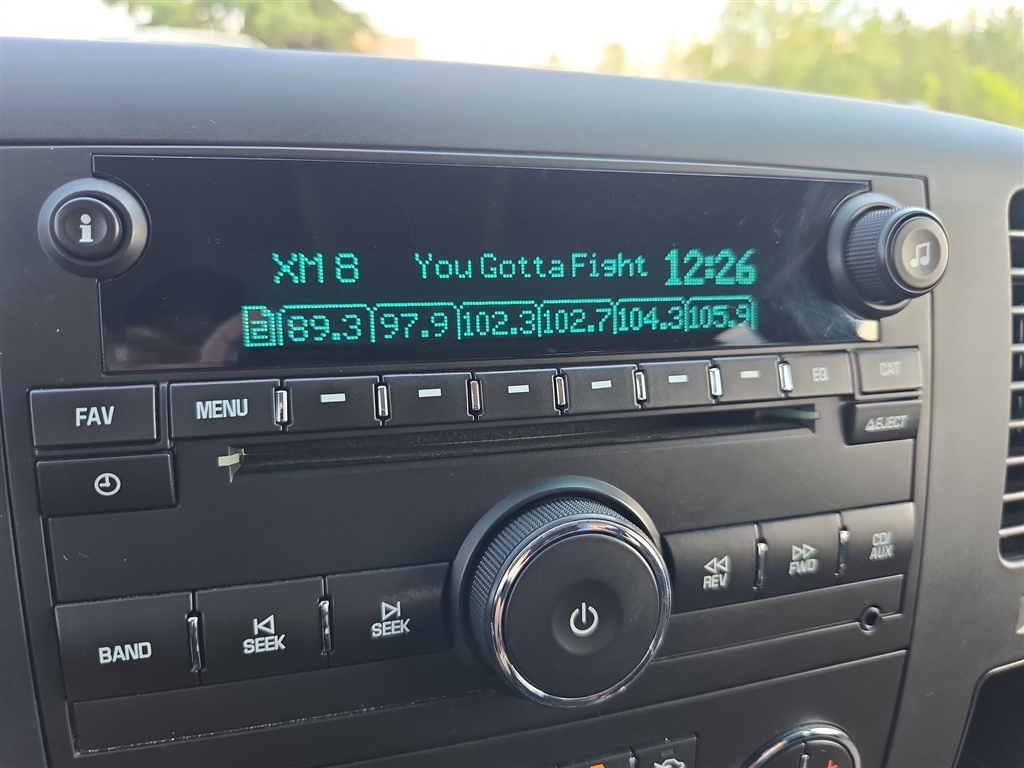 i
XM 8 You Gotta Fight 12:26
89.3 97.9 102.3 102.7 104.3 105.9
FAV MENU EQ CAT
EJECT
REV FWD CD/
AUX
BAND SEEK SEEK